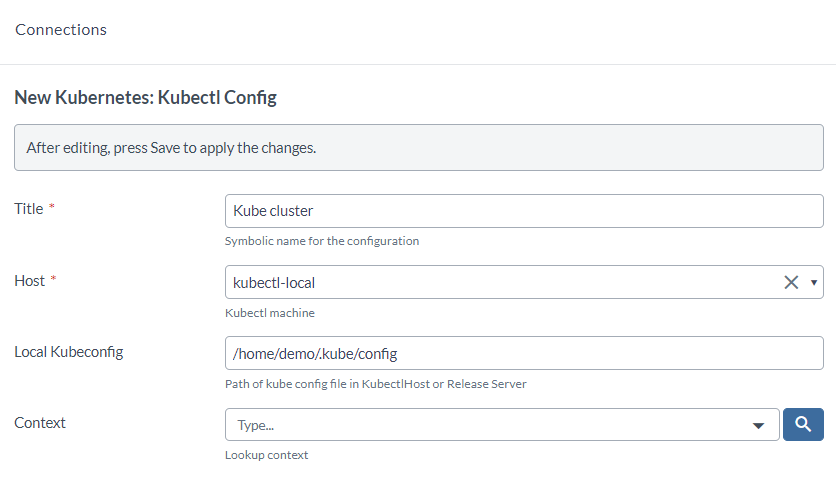 Connections
New Kubernetes: Kubectl Config
After editing, press Save to apply the changes.
Title *
Kube cluster
Symbolic name for the configuration
Host *
kubectl-local
Kubectl machine
Local Kubeconfig
/home/demo/.kube/config
Path of kube config file in KubectlHost or Release Server
Context
Type...
Lookup context